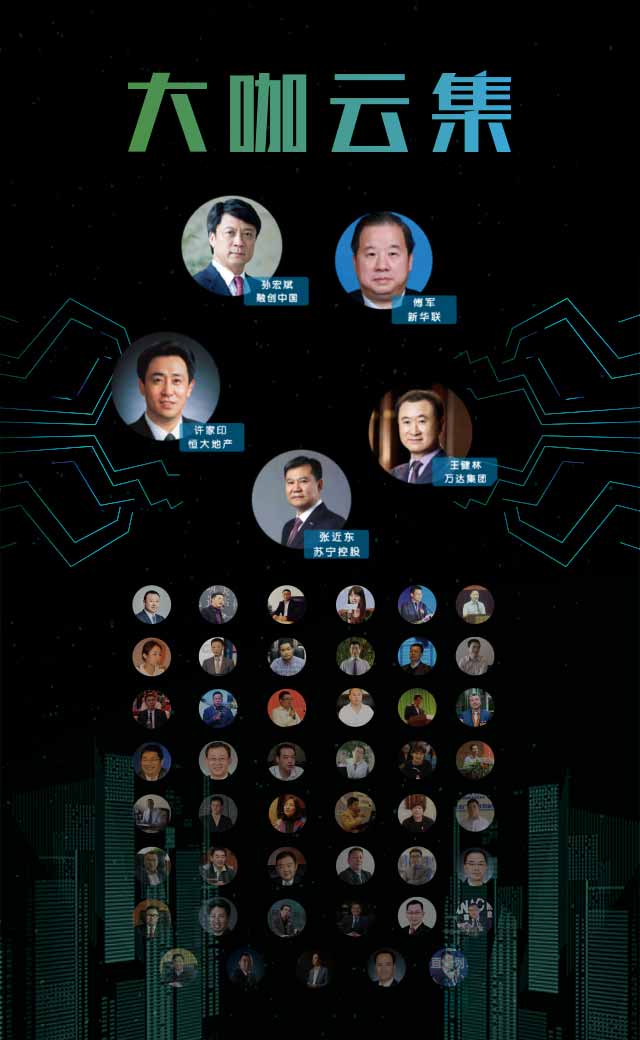 大咖云集
孙宏斌
融创中国
傅军
新华联
许家印
恒大地产
王健林
万达集团
张近东
苏宁控股